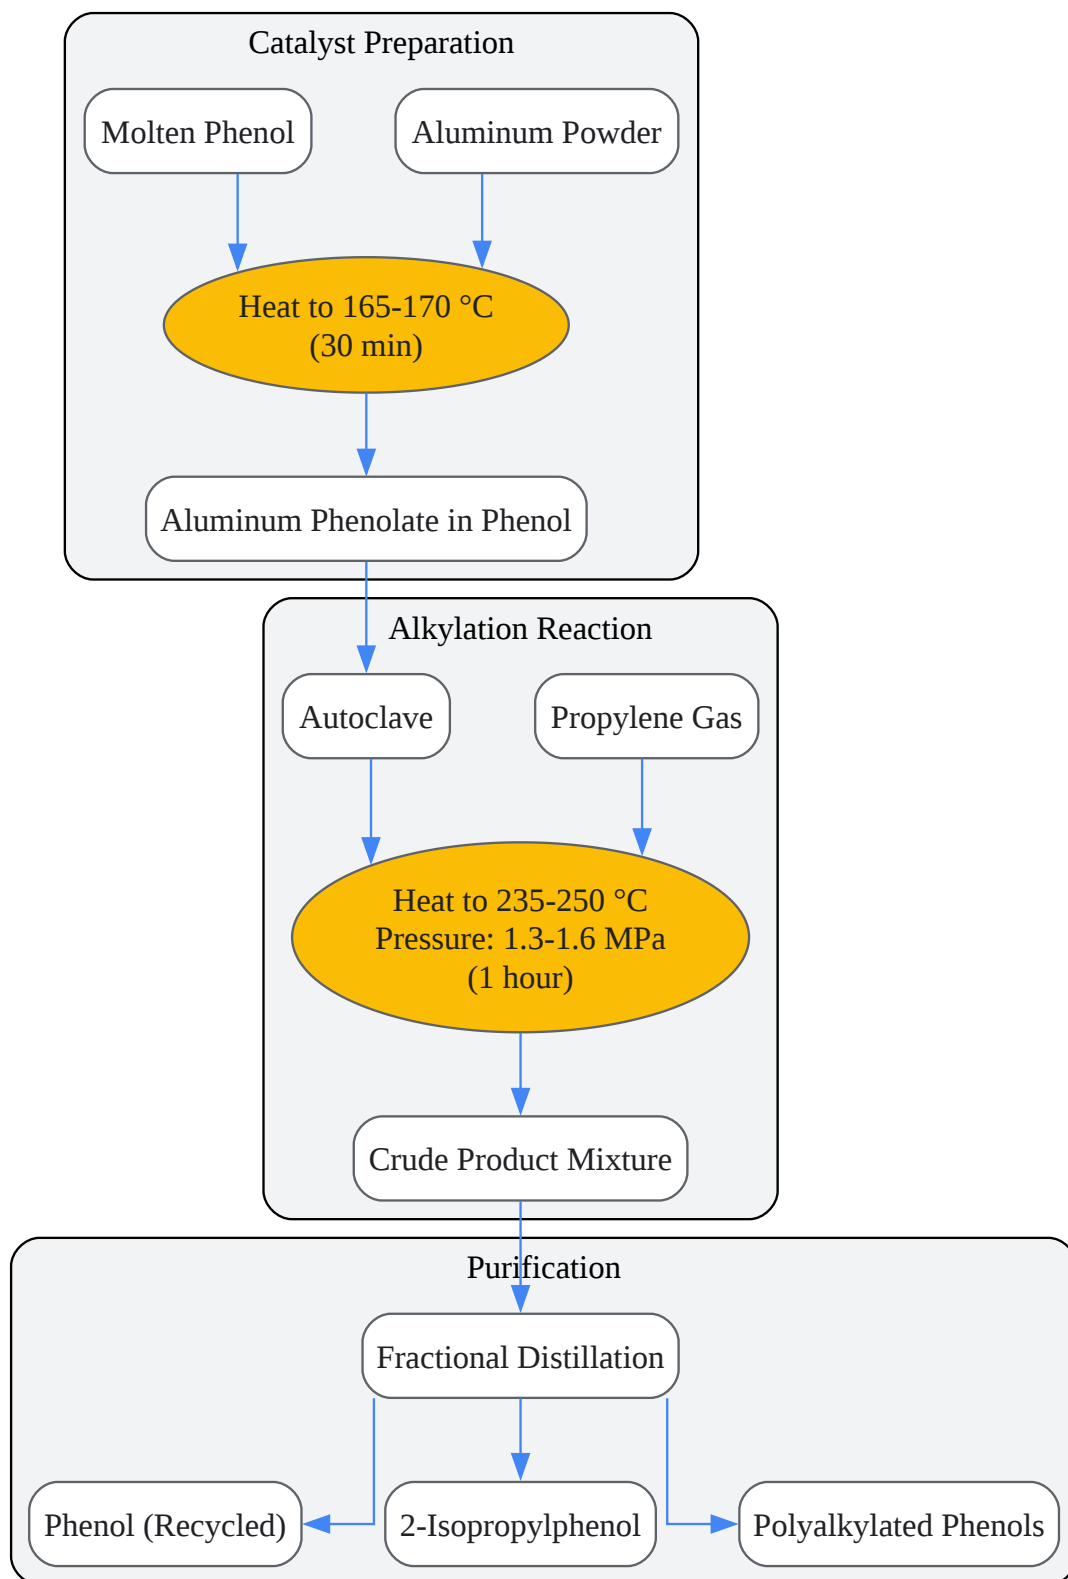 Catalyst Preparation
Molten Phenol
Aluminum Powder
Heat to 165-170 °C
(30 min)
Aluminum Phenolate in Phenol
Alkylation Reaction
Autoclave
Propylene Gas
Heat to 235-250 °C
Pressure: 1.3-1.6 MPa
(1 hour)
Crude Product Mixture
Purification
Fractional Distillation
Phenol (Recycled)
2-Isopropylphenol
Polyalkylated Phenols